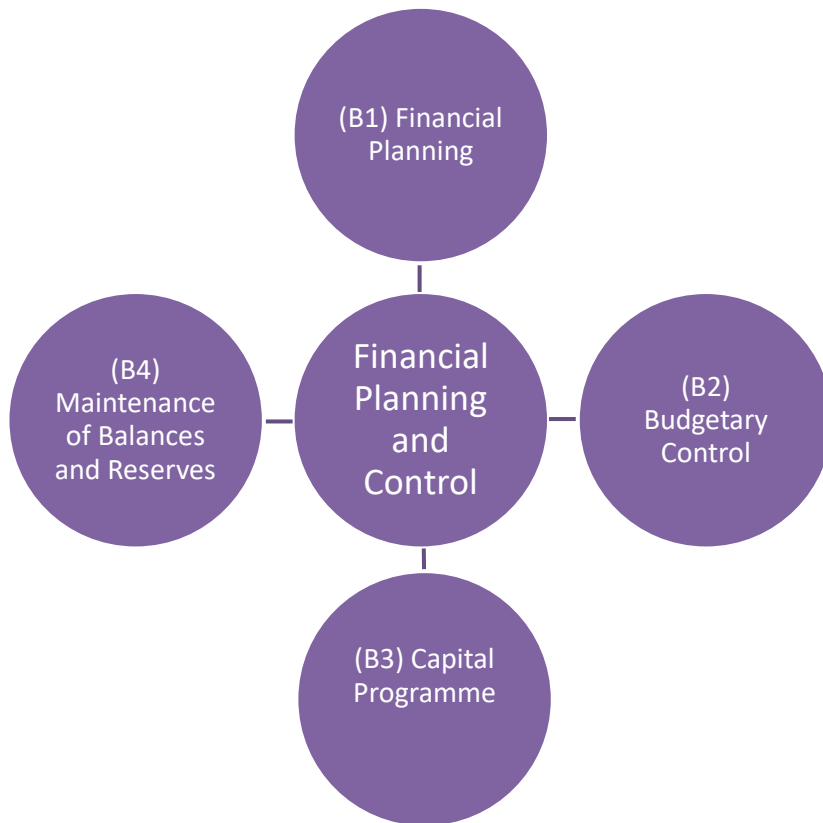 (B1) Financial
Planning
(B4)
Maintenance
of Balances
and Reserves
Financial
Planning
and
Control
(B2)
Budgetary
Control
(B3) Capital
Programme